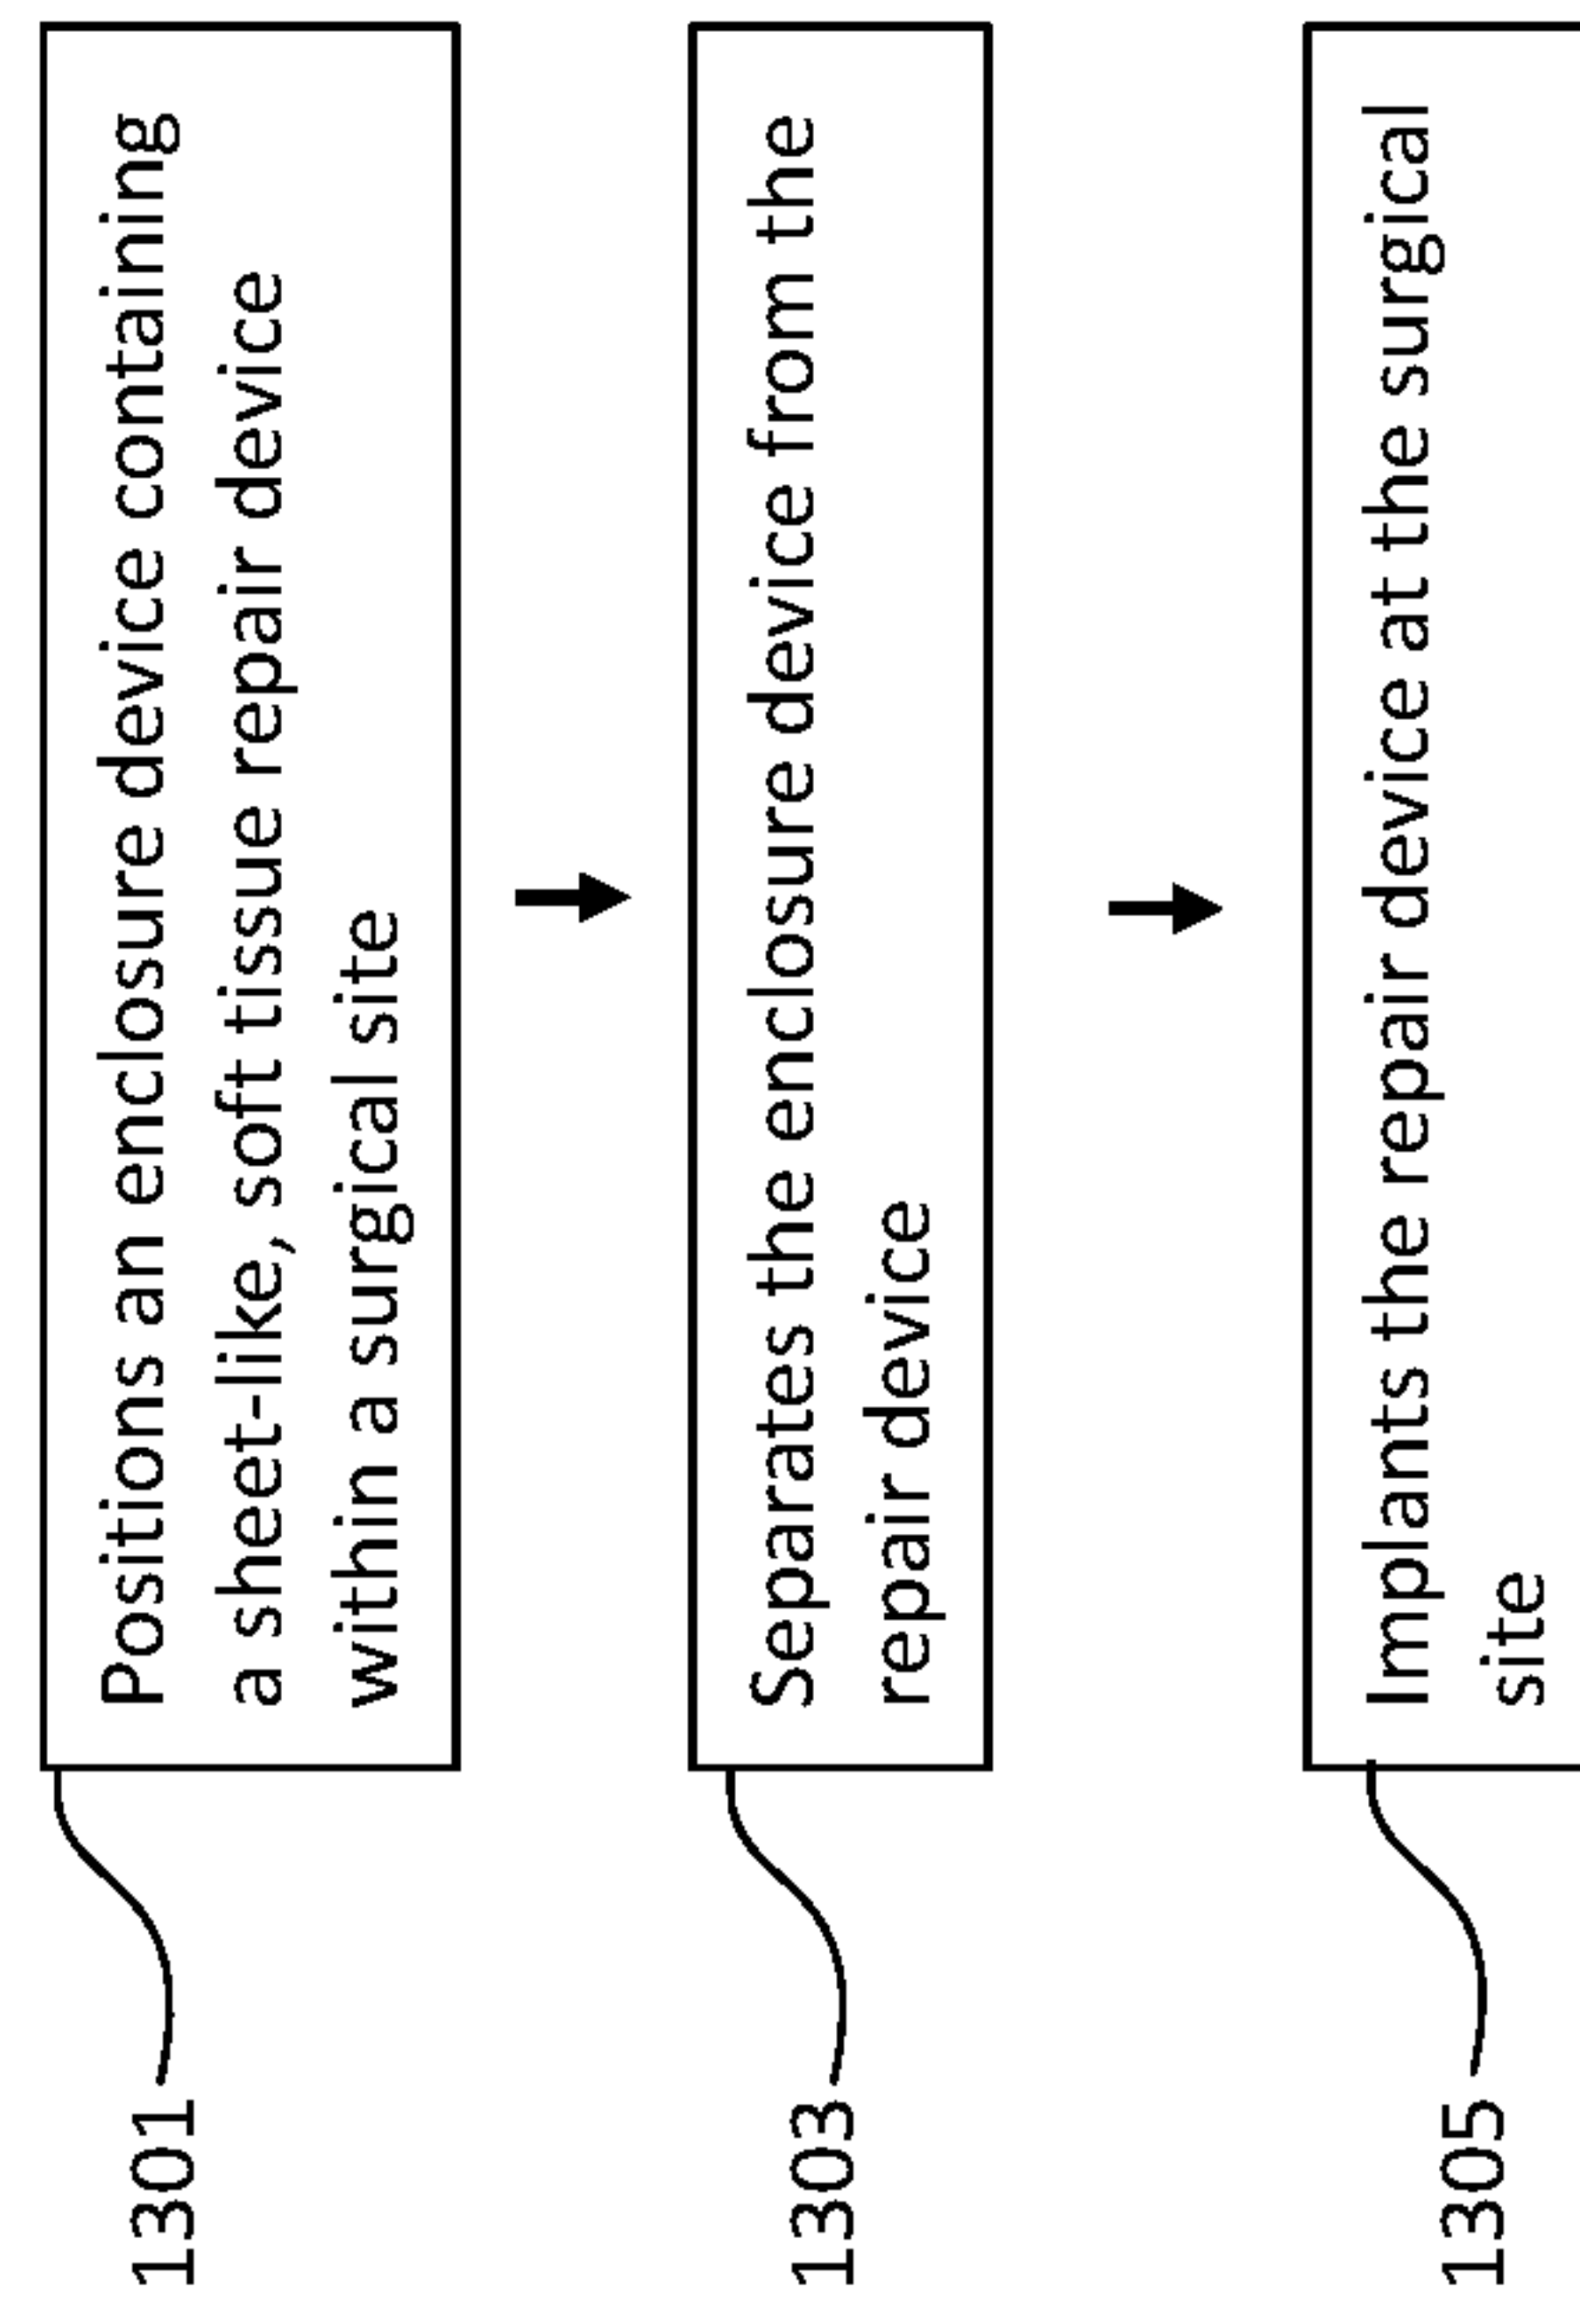 1301
Positions an enclosure device containing
a sheet-like, soft tissue repair device
within a surgical site
1303
Separates the enclosure device from the
repair device
1305
Implants the repair device at the surgical
site